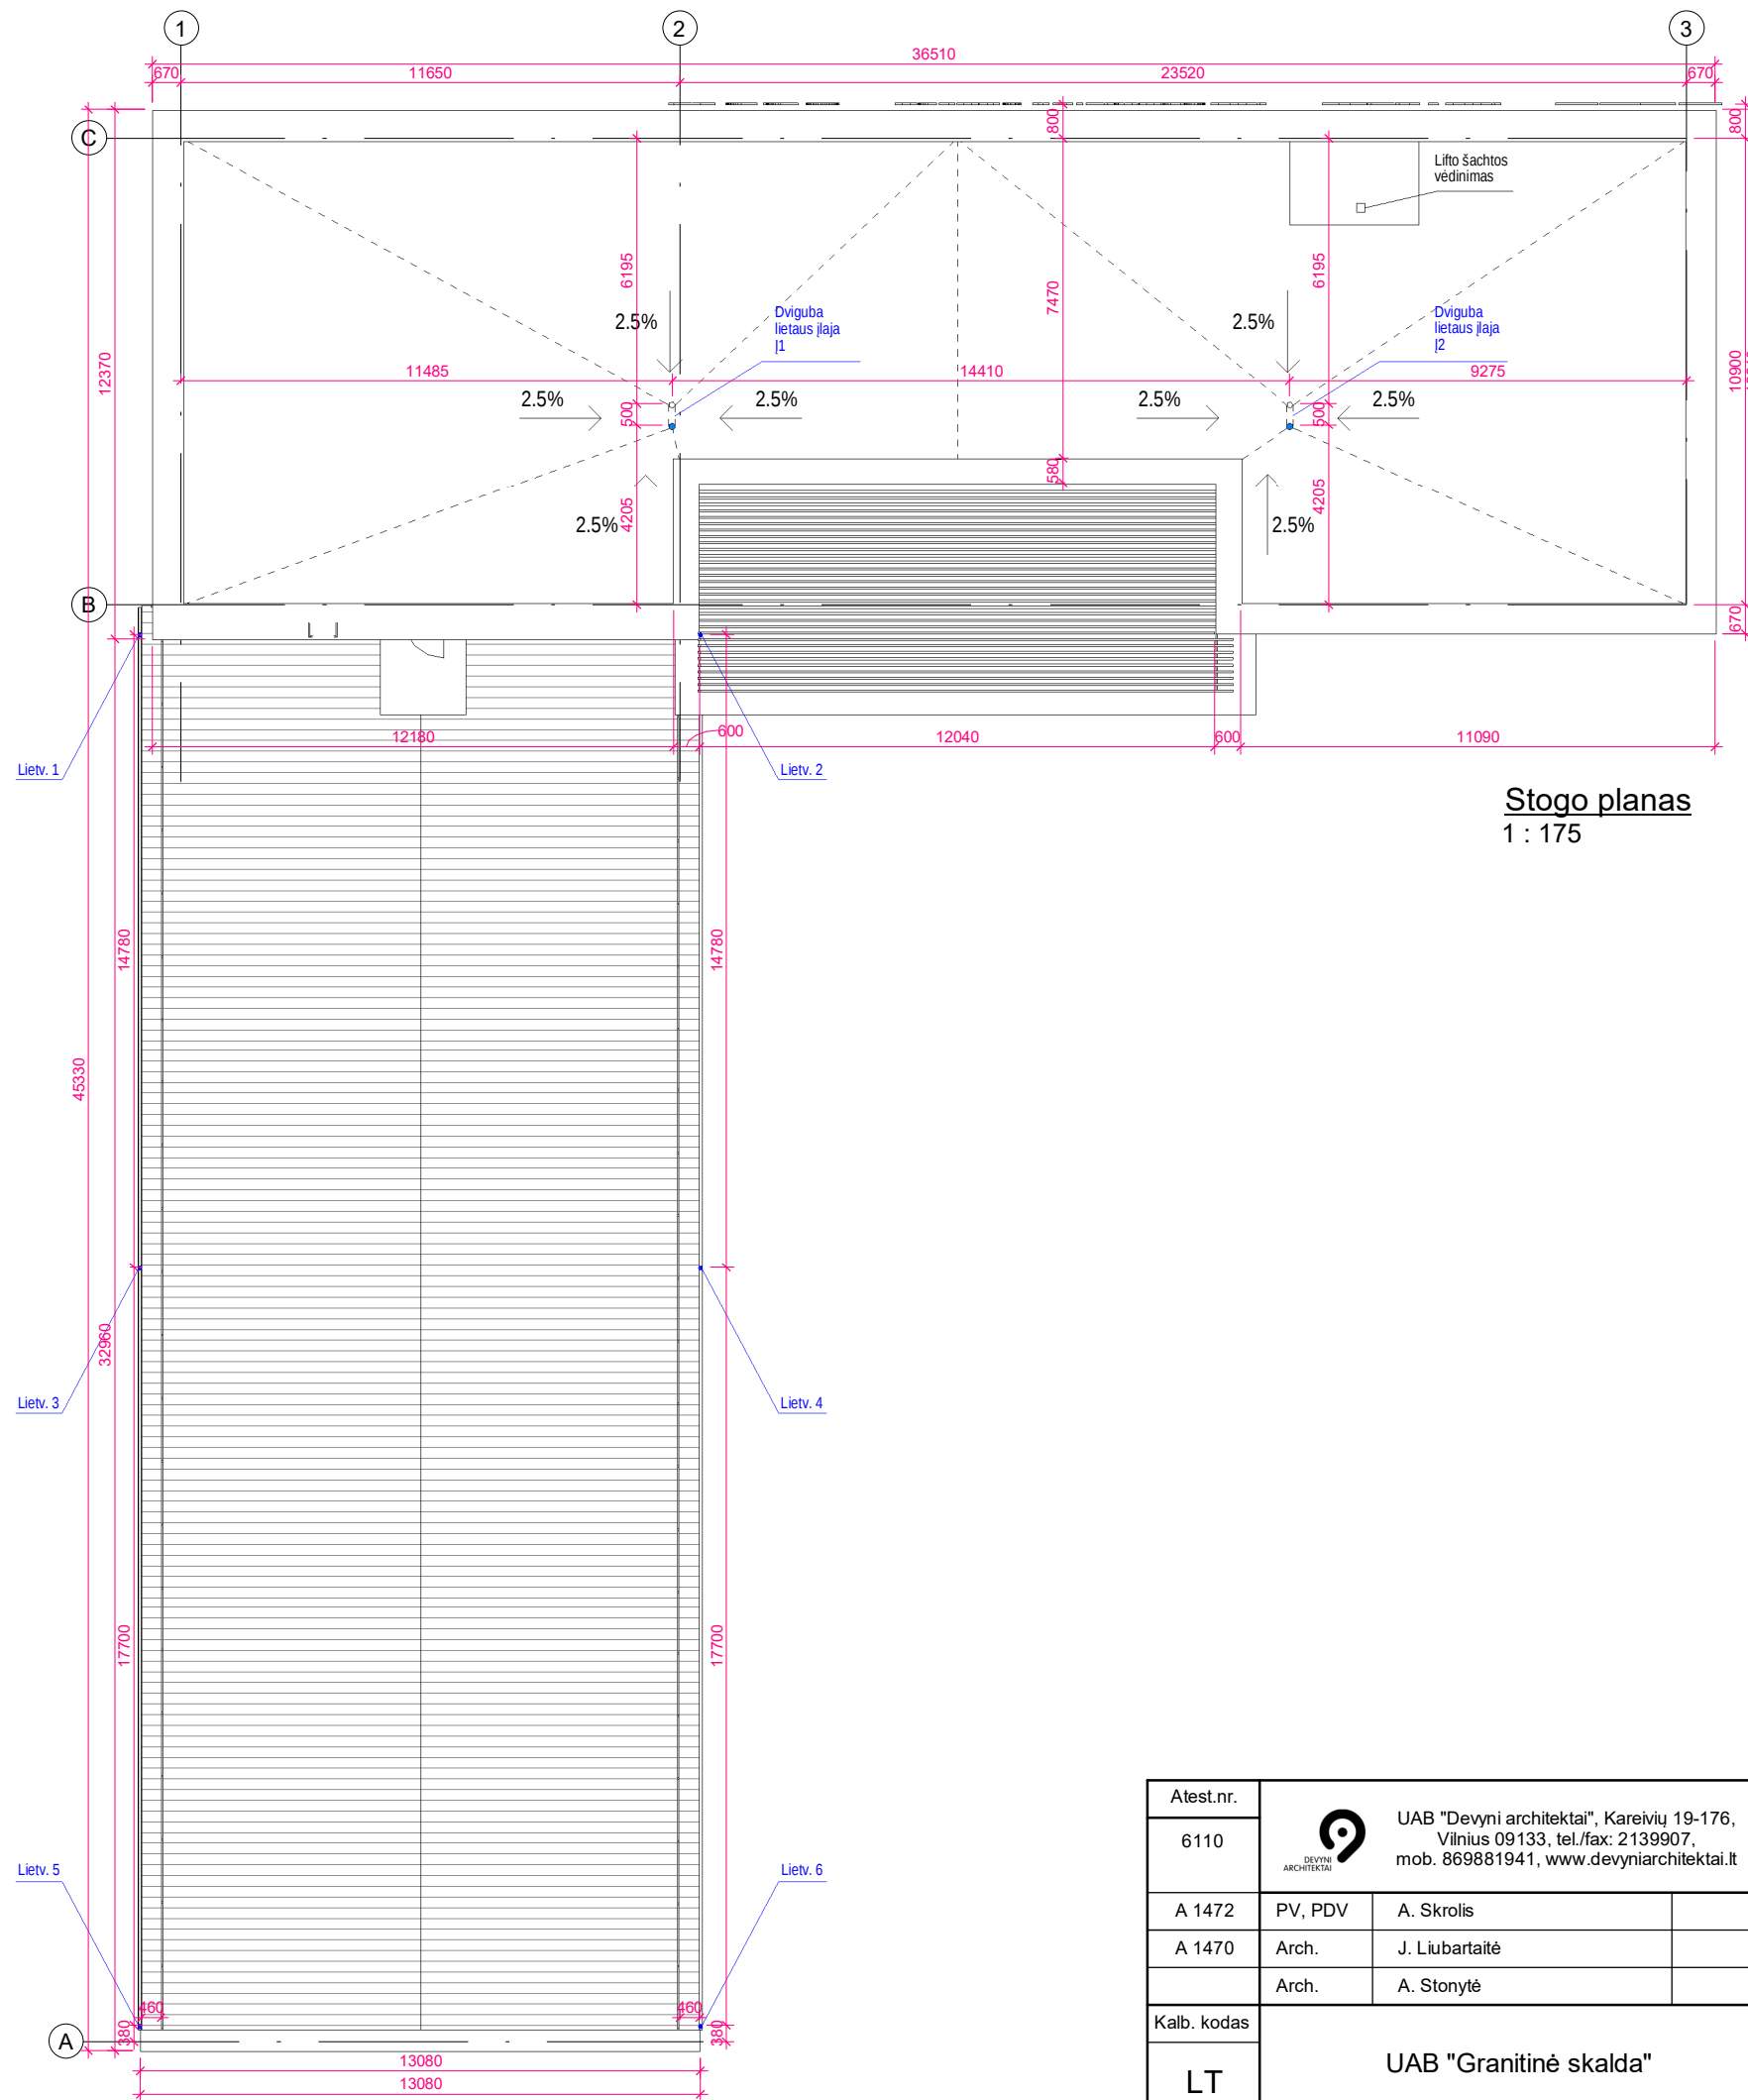 1
2
3
36510
670
11650
23520
670
C
800
800
Lifto šachtos
vėdinimas
6195
7470
6195
12370
2.5%
Dviguba
lietaus įlaja
Į1
2.5%
Dviguba
lietaus įlaja
Į2
10900
11485
14410
9275
2.5%
500
2.5%
2.5%
500
2.5%
580
4205
2.5%
4205
2.5%
B
670
12180
600
12040
600
11090
Lietv. 1
Lietv. 2
Stogo planas
1 : 175
14780
14780
45330
32960
Lietv. 3
Lietv. 4
17700
17700
Lietv. 5
Lietv. 6
460
460
A
380
380
13080
13080
Atest.nr.
6110
DEVYNI
ARCHITEKTAI
UAB "Devyni architektai", Kareivių 19-176,
Vilnius 09133, tel./fax: 2139907,
mob. 869881941, www.devyniarchitektai.lt
A 1472 PV, PDV A. Skrolis
A 1470 Arch. J. Liubartaitė
Arch. A. Stonytė
Kalb. kodas
LT
UAB "Granitinė skalda"